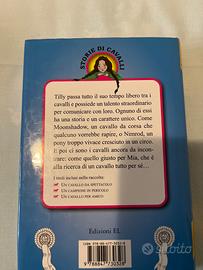 STORIE DI CAVALLI
Tilly passa tutto il suo tempo libero tra i
cavalli e possiede un talento straordinario
per comunicare con loro. Ognuno di essi
ha una storia e un carattere unico. Come
Moonshadow, un cavallo da corsa che
qualcuno vorrebbe rapire, o Nemrod, un
pony troppo vivace cresciuto in un circo.
E poi ci sono i cavalli ancora da incon-
trare: come quello giusto per Mia, che è
alla ricerca di un cavallo tutto per sé…
I titoli inclusi nella raccolta:
UN CAVALLO DA SPETTACOLO
UN CAMPIONE IN PERICOLO
UN CAVALLO PER AMICO
Edizioni EL
subito